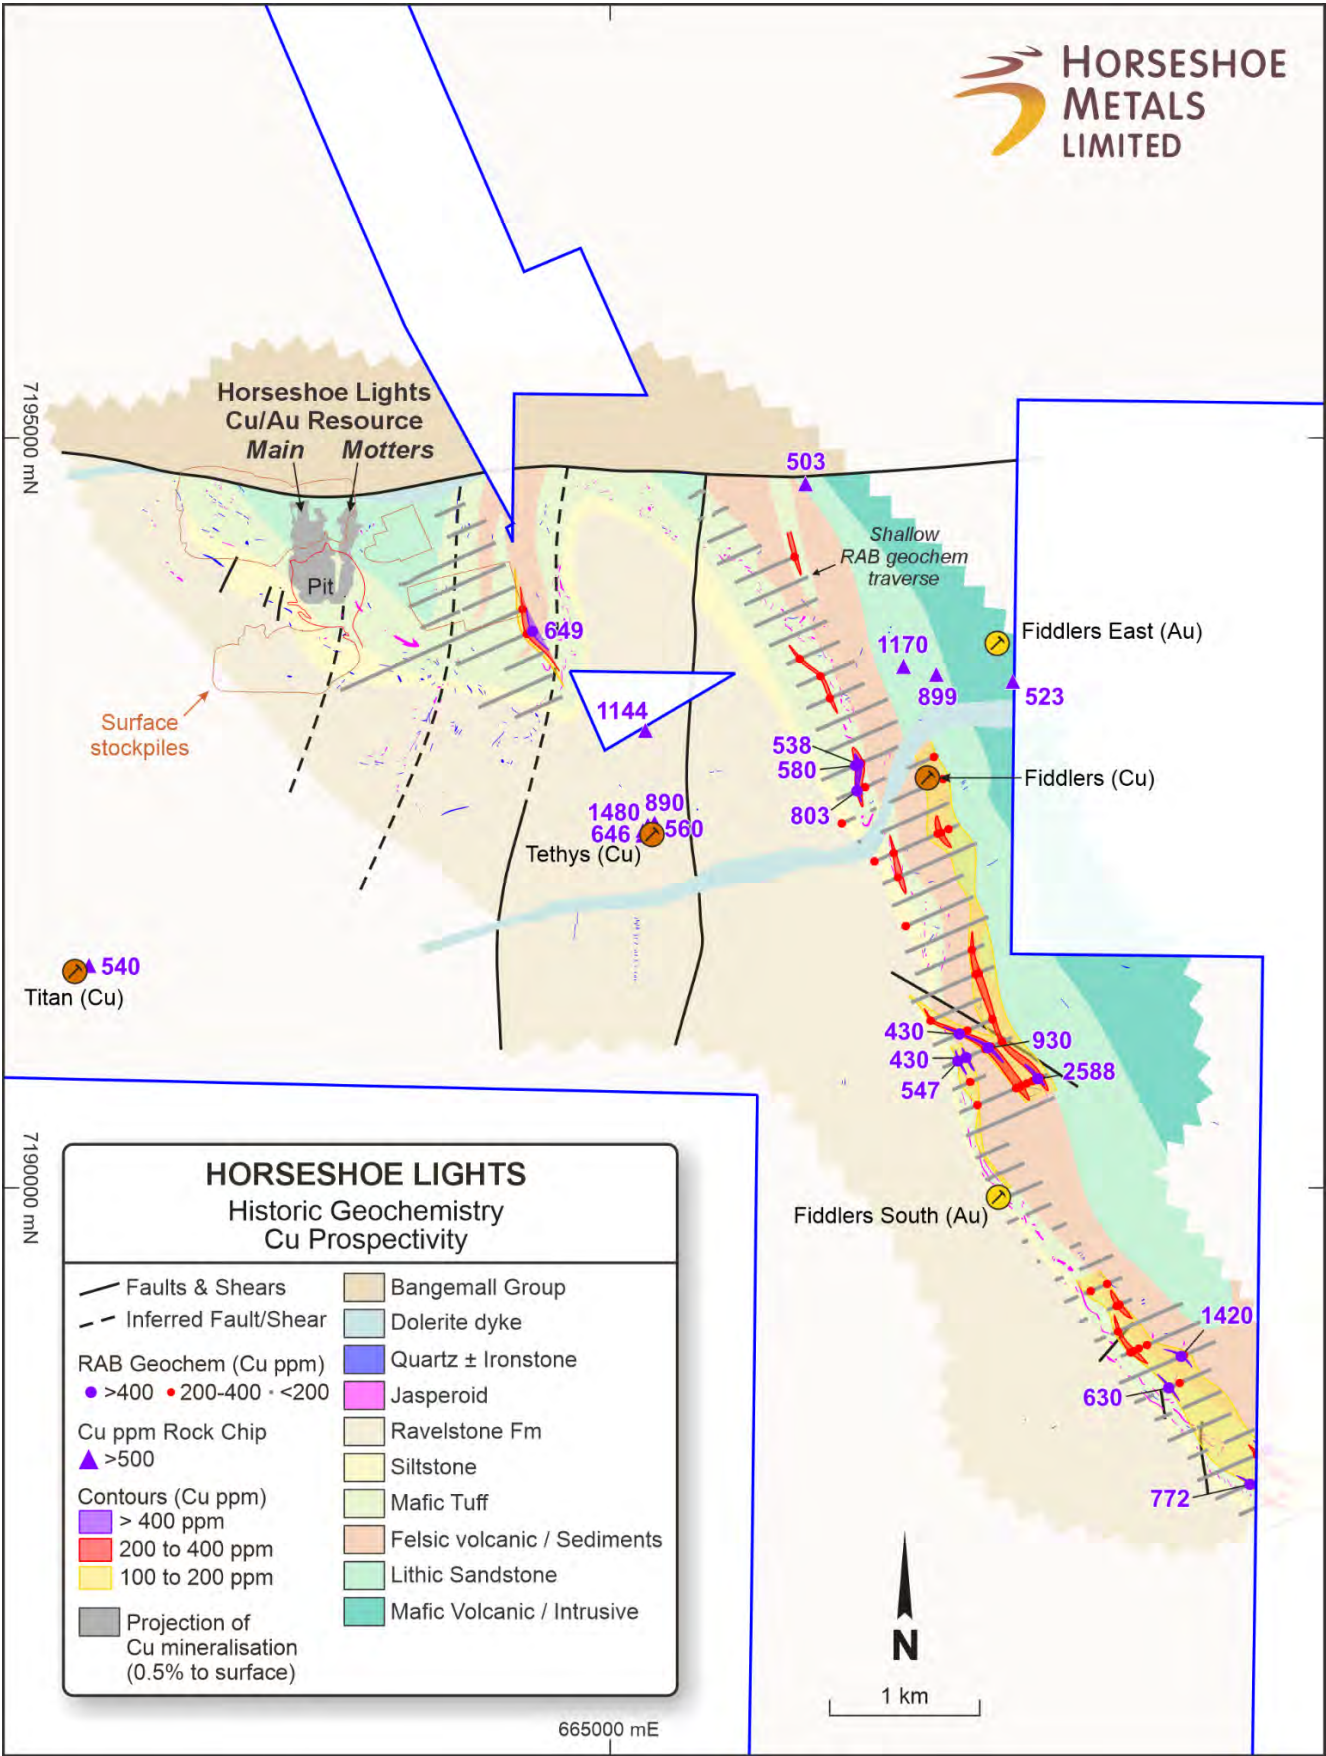 HORSESHOE
METALS
LIMITED
7195000 mN
Horseshoe Lights
Cu/Au Resource
Main Motters
503
Shallow
RAB geochem
traverse
Pit
649
Fiddlers East (Au)
1170
899
523
Surface
stockpiles
1144
538
580
803
Fiddlers (Cu)
1480 890
646 560
Tethys (Cu)
540
Titan (Cu)
430
930
430
2588
547
7190000 mN
Fiddlers South (Au)
1420
630
772
HORSESHOE LIGHTS
Historic Geochemistry
Cu Prospectivity
Faults & Shears
Inferred Fault/Shear
RAB Geochem (Cu ppm)
>400 200-400 <200
Cu ppm Rock Chip
>500
Contours (Cu ppm)
> 400 ppm
200 to 400 ppm
100 to 200 ppm
Projection of
Cu mineralisation
(0.5% to surface)
Bangemall Group
Dolerite dyke
Quartz ± Ironstone
Jasperoid
Ravelstone Fm
Siltstone
Mafic Tuff
Felsic volcanic / Sediments
Lithic Sandstone
Mafic Volcanic / Intrusive
N
1 km
665000 mE